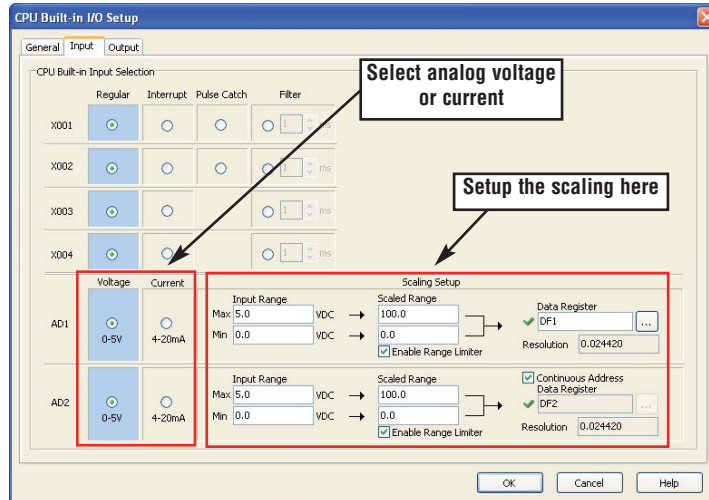 CPU Built-in I/O Setup
General Input Output
CPU Built-in Input Selection
Select analog voltage
or current
Regular Interrupt Pulse Catch Filter
X001 1 ms
X002 1 ms
Setup the scaling here
X003 1 ms
X004 1 ms
Voltage Current Scaling Setup
Input Range Scaled Range
Max 5.0 VDC → 100.0 Data Register
AD1 DF1 ...
0-5V 4-20mA Min 0.0 VDC → 0.0 Resolution 0.024420
Enable Range Limiter
Input Range Scaled Range Continuous Address
Max 5.0 VDC → 100.0 Data Register
AD2 DF2 ...
0-5V 4-20mA Min 0.0 VDC → 0.0 Resolution 0.024420
Enable Range Limiter
OK Cancel Help